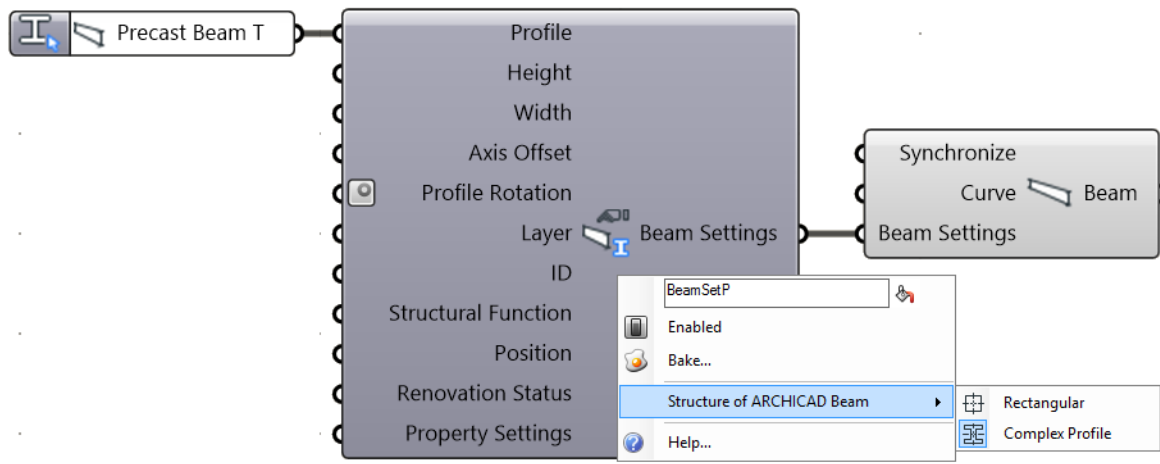 Precast Beam T
Profile
Height
Width
Axis Offset
Profile Rotation
Layer
ID
Structural Function
Position
Renovation Status
Property Settings
Beam Settings
Synchronize
Curve
Beam Settings
Beam
BeamSetP
Enabled
Bake...
Structure of ARCHICAD Beam
Help...
Rectangular
Complex Profile